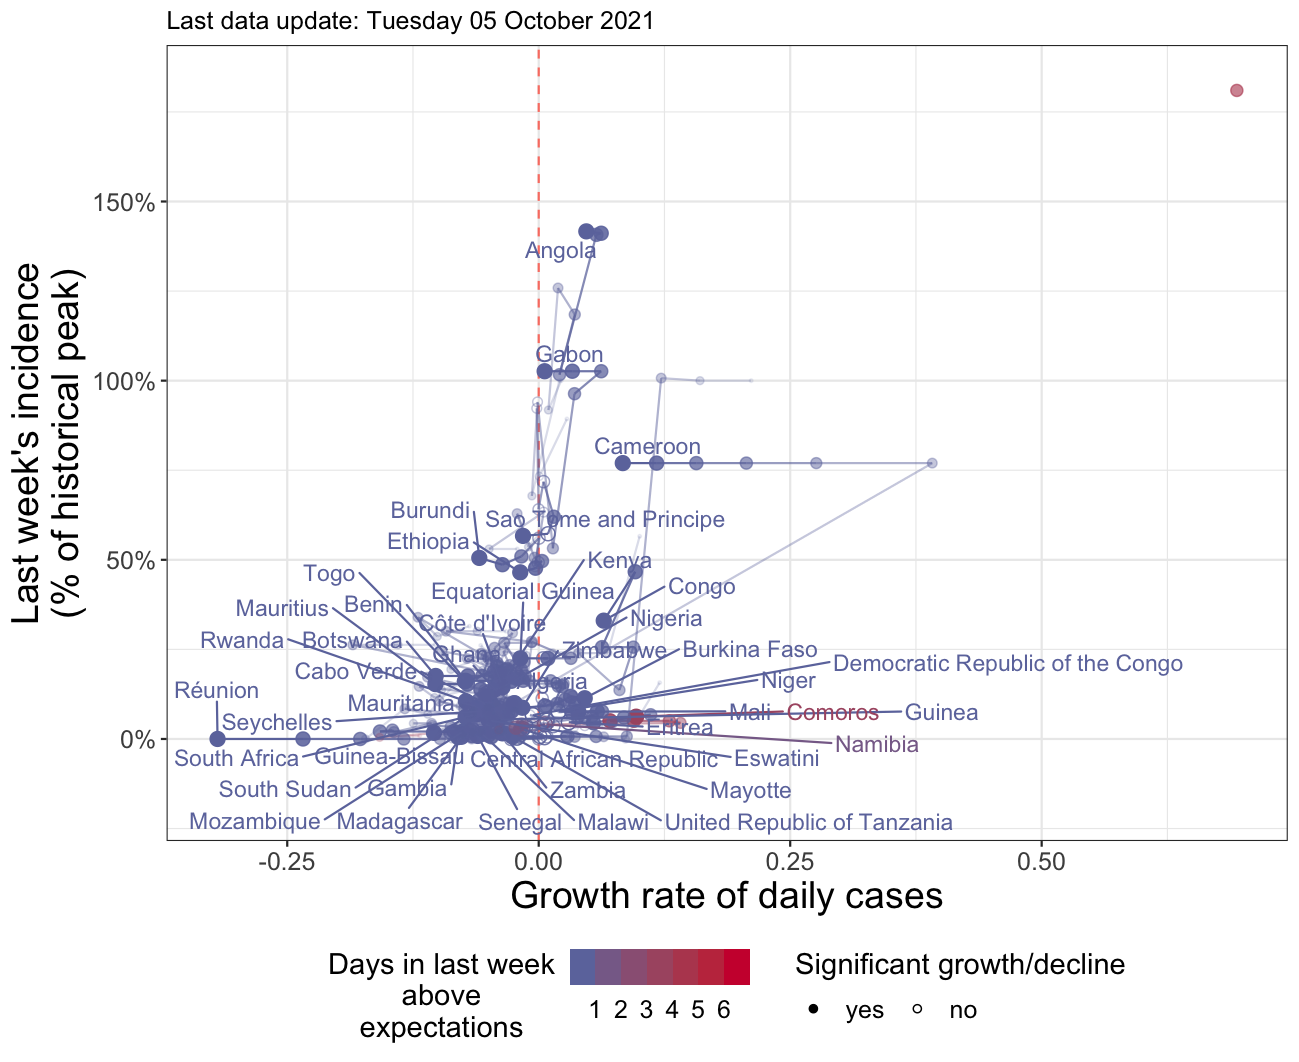 Last data update: Tuesday 05 October 2021
Last week's incidence
(% of historical peak)
150%
100%
50%
0%
Angola
Gabon
Cameroon
Burundi
Sao Tome and Principe
Ethiopia
Kenya
Togo
Congo
Equatorial Guinea
Benin
Mauritius
Côte d'Ivoire
Nigeria
Rwanda
Botswana
Ghana
Zimbabwe
Burkina Faso
Democratic Republic of the Congo
Cabo Verde
Niger
Réunion
Mauritania
Mali
Comoros
Guinea
Seychelles
Eritrea
Namibia
South Africa
Guinea-Bissau
Central African Republic
Eswatini
South Sudan
Gambia
Zambia
Mayotte
Mozambique
Madagascar
Senegal
Malawi
United Republic of Tanzania
-0.25
0.00
0.25
0.50
Growth rate of daily cases
Days in last week
above
expectations
1 2 3 4 5 6
Significant growth/decline
yes
no